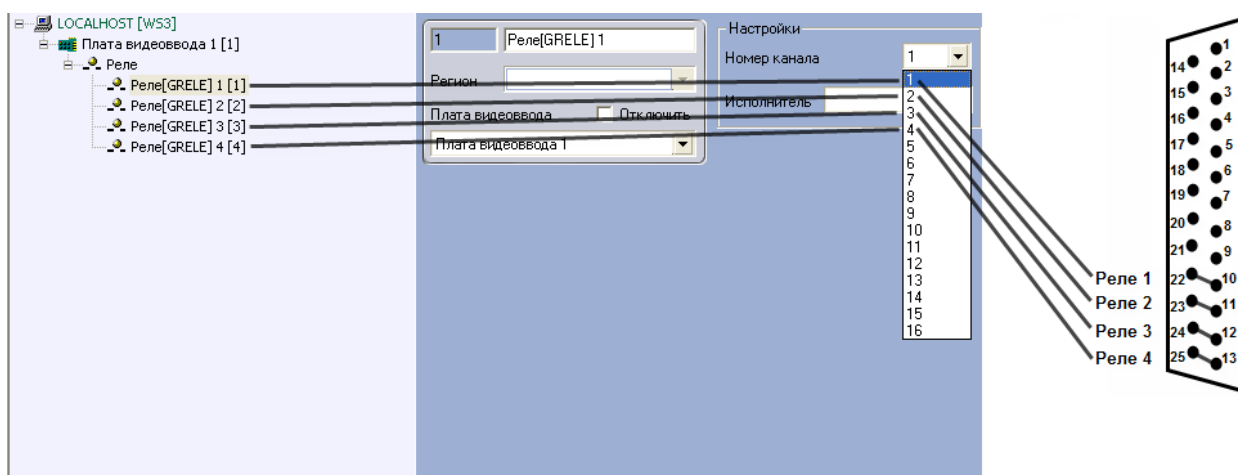 LOCALHOST [WS3]
Плата видеоввода 1 [1]
Реле
Реле[GRELE] 1 [1]
Реле[GRELE] 2 [2]
Реле[GRELE] 3 [3]
Реле[GRELE] 4 [4]
1 Реле[GRELE] 1
Регион
Плата видеоввода Отключить
Плата видеоввода 1
Настройки
Номер канала 1
Исполнитель
1
2
3
4
5
6
7
8
9
10
11
12
13
14
15
16
Реле 1
Реле 2
Реле 3
Реле 4
1
14 2
15 3
16 4
17 5
18 6
19 7
20 8
21 9
22 10
23 11
24 12
25 13